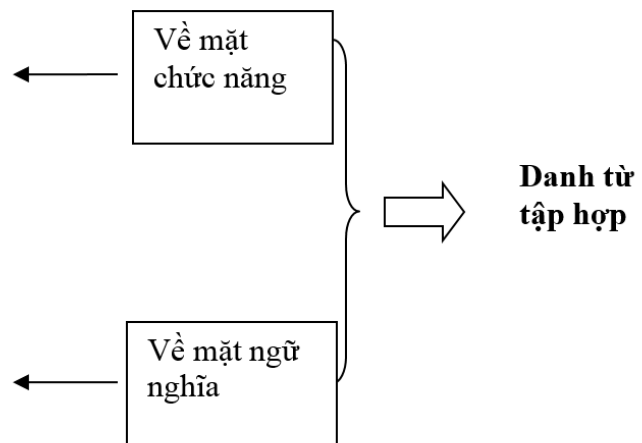 Về mặt
chức năng
Danh từ
tập hợp
Về mặt ngữ
nghĩa